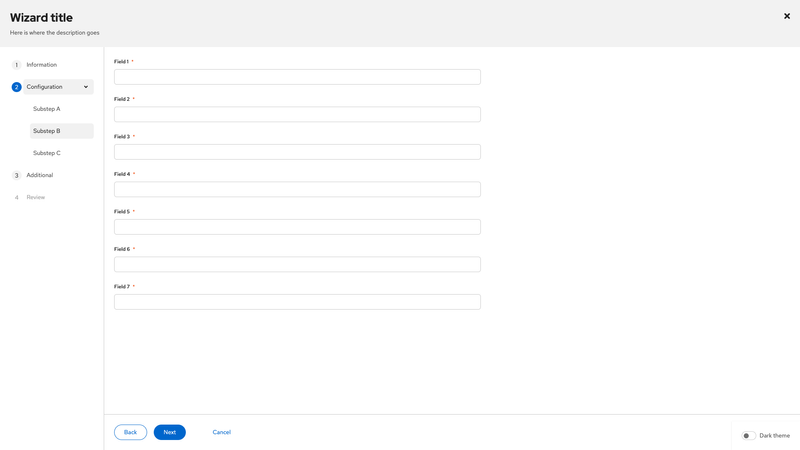 Wizard title
Here is where the description goes
1 Information
2 Configuration
Substep A
Substep B
Substep C
3 Additional
4 Review
Field 1 *
Field 2 *
Field 3 *
Field 4 *
Field 5 *
Field 6 *
Field 7 *
Back Next Cancel
Dark theme